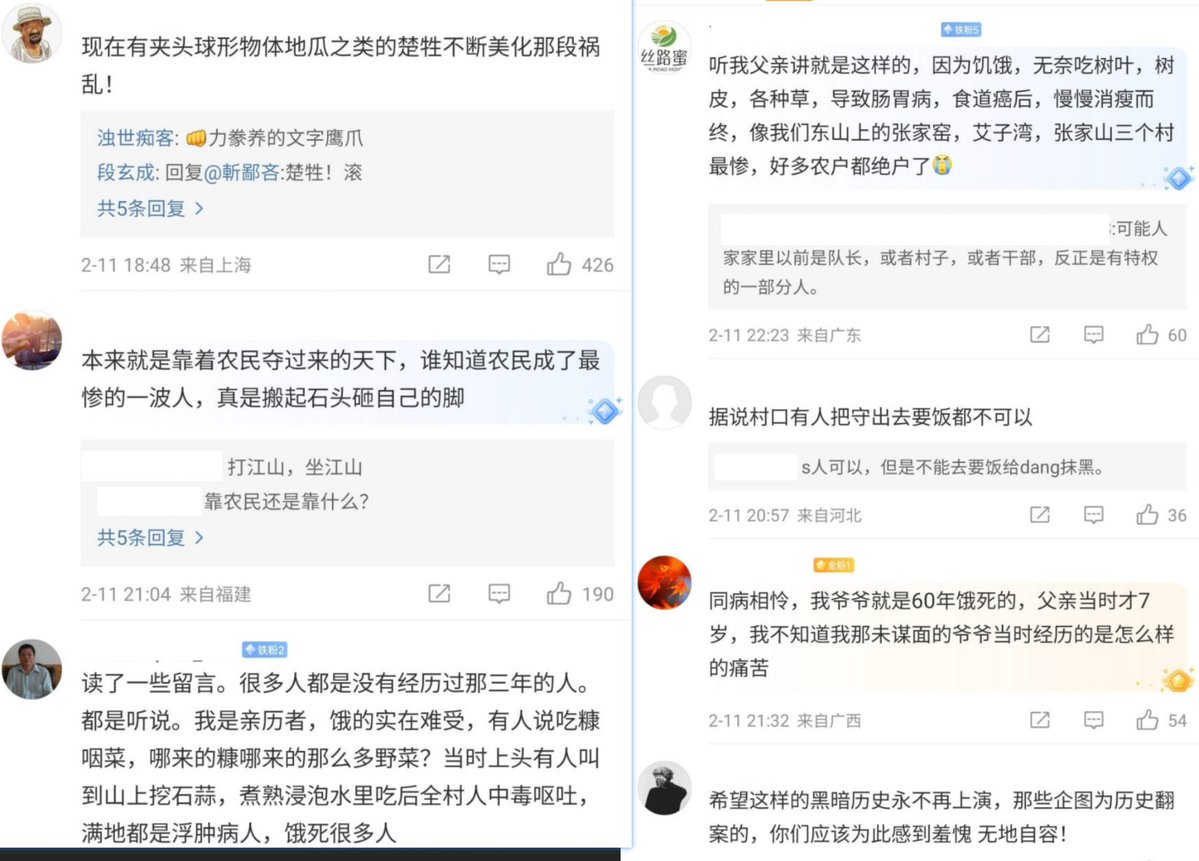 现在有夹头球形物体地瓜之类的楚牲不断美化那段祸
乱！
浊世痴客: 👊力豢养的文字鹰爪
段玄成: 回复@斬鄙吝:楚牲！滚
共5条回复 >
2-11 18:48 来自上海
426
本来就是靠着农民夺过来的天下，谁知道农民成了最
惨的一波人，真是搬起石头砸自己的脚
打江山，坐江山
靠农民还是靠什么？
共5条回复 >
2-11 21:04 来自福建
190
铁粉2
读了一些留言。很多人都是没有经历过那三年的人。
都是听说。我是亲历者，饿的实在难受，有人说吃糠
咽菜，哪来的糠哪来的那么多野菜？当时上头有人叫
到山上挖石蒜，煮熟浸泡水里吃后全村人中毒呕吐，
满地都是浮肿病人，饿死很多人
丝路蜜
铁粉5
听我父亲讲就是这样的，因为饥饿，无奈吃树叶，树
皮，各种草，导致肠胃病，食道癌后，慢慢消瘦而
终，像我们东山上的张家窑，艾子湾，张家山三个村
最惨，好多农户都绝户了😭
:可能人
家家里以前是队长，或者村子，或者干部，反正是有特权
的一部分人。
2-11 22:23 来自广东
60
据说村口有人把守出去要饭都不可以
s人可以，但是不能去要饭给dang抹黑。
2-11 20:57 来自河北
36
金粉1
同病相怜，我爷爷就是60年饿死的，父亲当时才7
岁，我不知道我那未谋面的爷爷当时经历的是怎么样
的痛苦
2-11 21:32 来自广西
54
希望这样的黑暗历史永不再上演，那些企图为历史翻
案的，你们应该为此感到羞愧 无地自容！